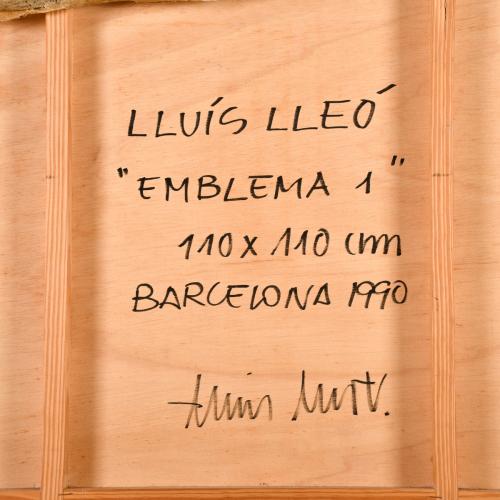 LLUÍS LLEÓ
"EMBLEMA 1"
110 x 110 cm
BARCELONA 1990